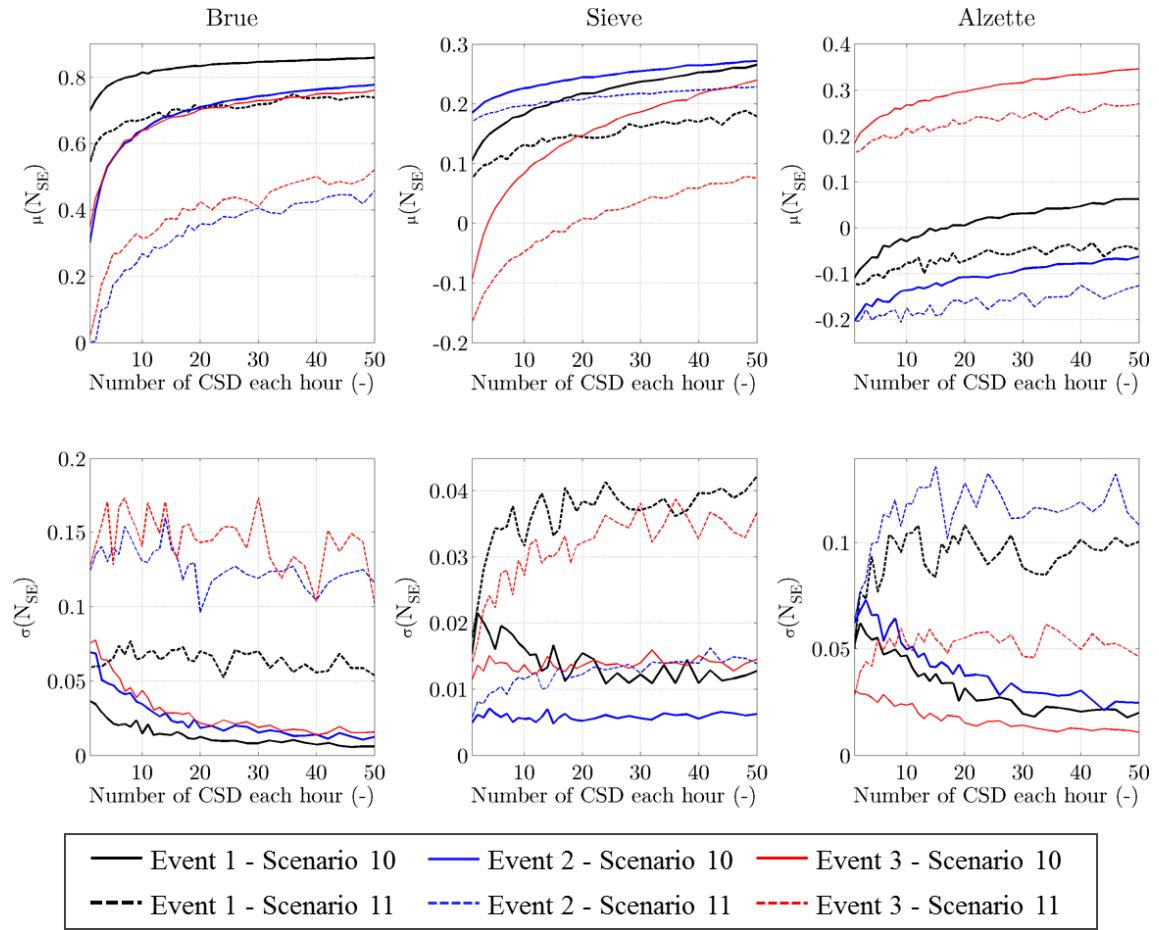 Brue Sieve Alzette
μ(N_SE)
0.8
0.6
0.4
0.2
0
10 20 30 40 50
Number of CSD each hour (-)
μ(N_SE)
0.3
0.2
0.1
0
-0.1
-0.2
10 20 30 40 50
Number of CSD each hour (-)
μ(N_SE)
0.4
0.3
0.2
0.1
0
-0.1
-0.2
10 20 30 40 50
Number of CSD each hour (-)
σ(N_SE)
0.2
0.15
0.1
0.05
0
10 20 30 40 50
Number of CSD each hour (-)
σ(N_SE)
0.04
0.03
0.02
0.01
0
10 20 30 40 50
Number of CSD each hour (-)
σ(N_SE)
0.1
0.05
0
10 20 30 40 50
Number of CSD each hour (-)
Event 1 - Scenario 10 Event 2 - Scenario 10 Event 3 - Scenario 10
Event 1 - Scenario 11 Event 2 - Scenario 11 Event 3 - Scenario 11